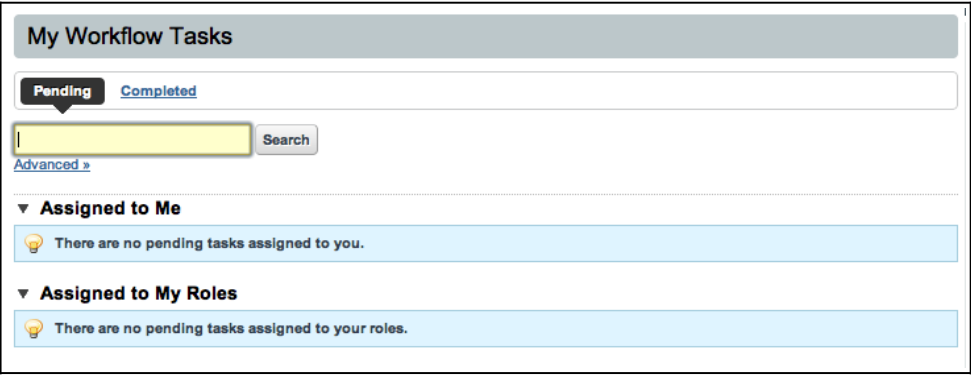 My Workflow Tasks
Pending Completed
Search
Advanced »
Assigned to Me
There are no pending tasks assigned to you.
Assigned to My Roles
There are no pending tasks assigned to your roles.